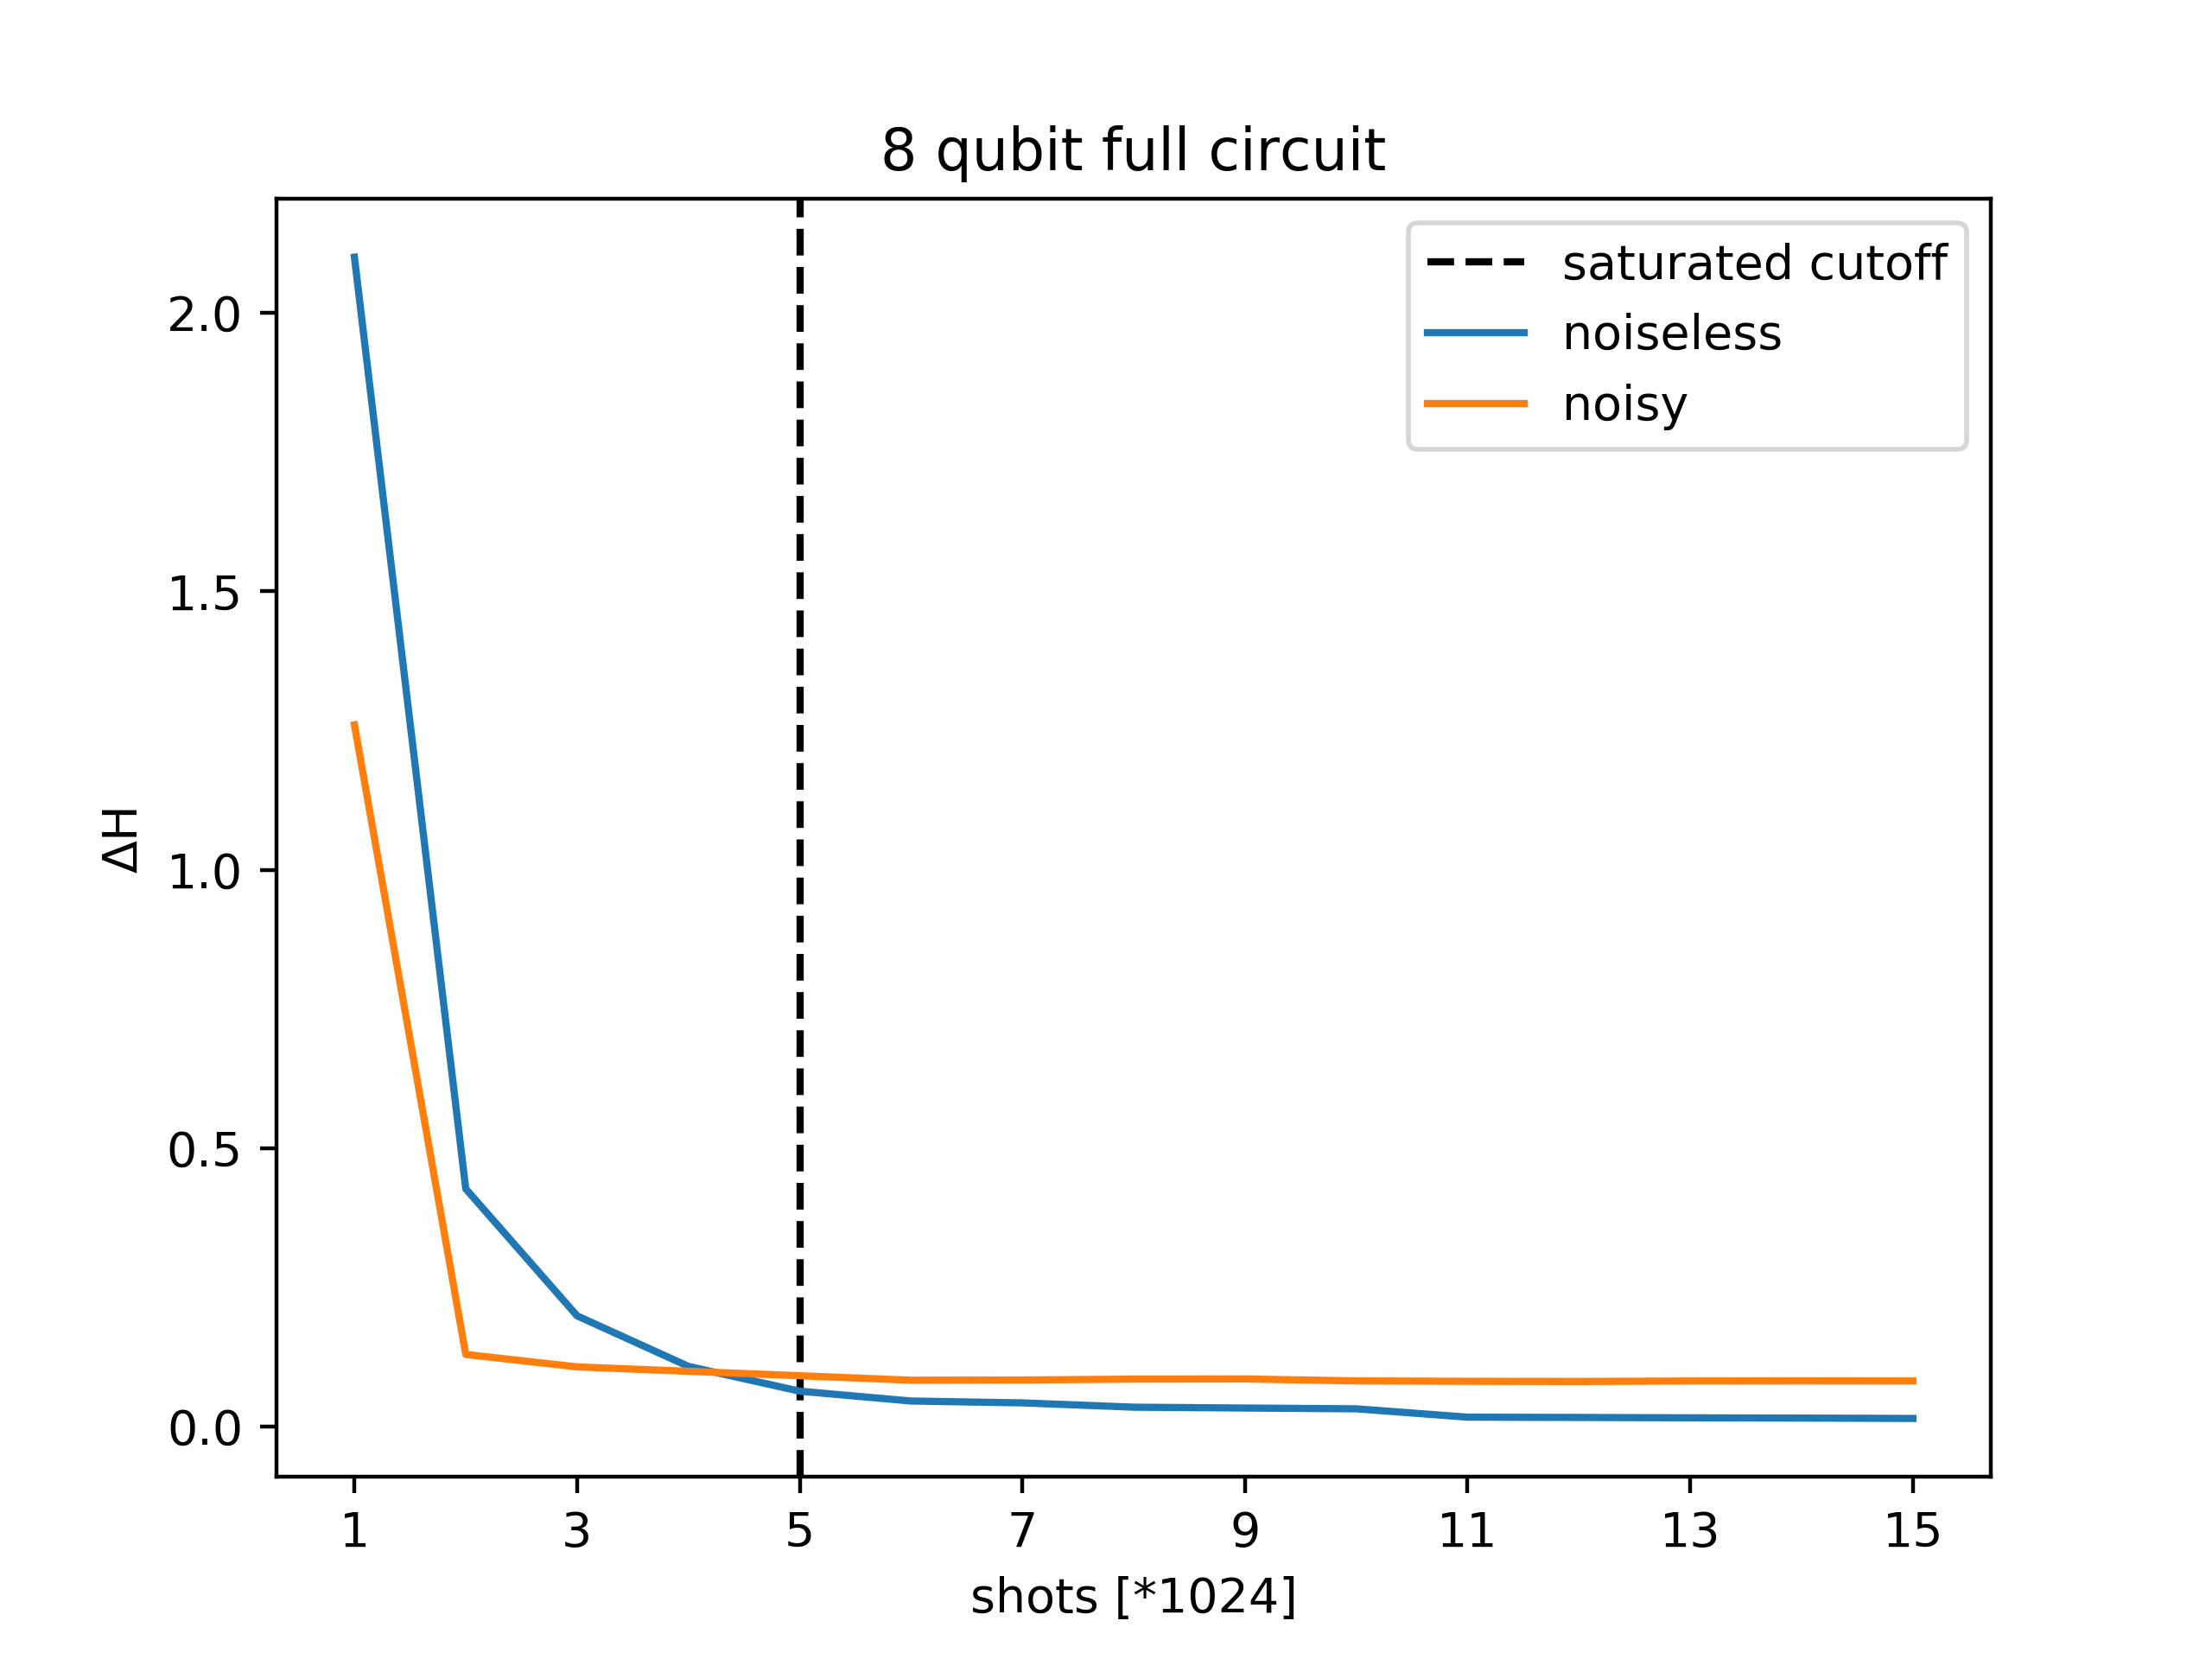 8 qubit full circuit
saturated cutoff
noiseless
noisy
2.0
1.5
1.0
0.5
0.0
ΔH
1 3 5 7 9 11 13 15
shots [*1024]